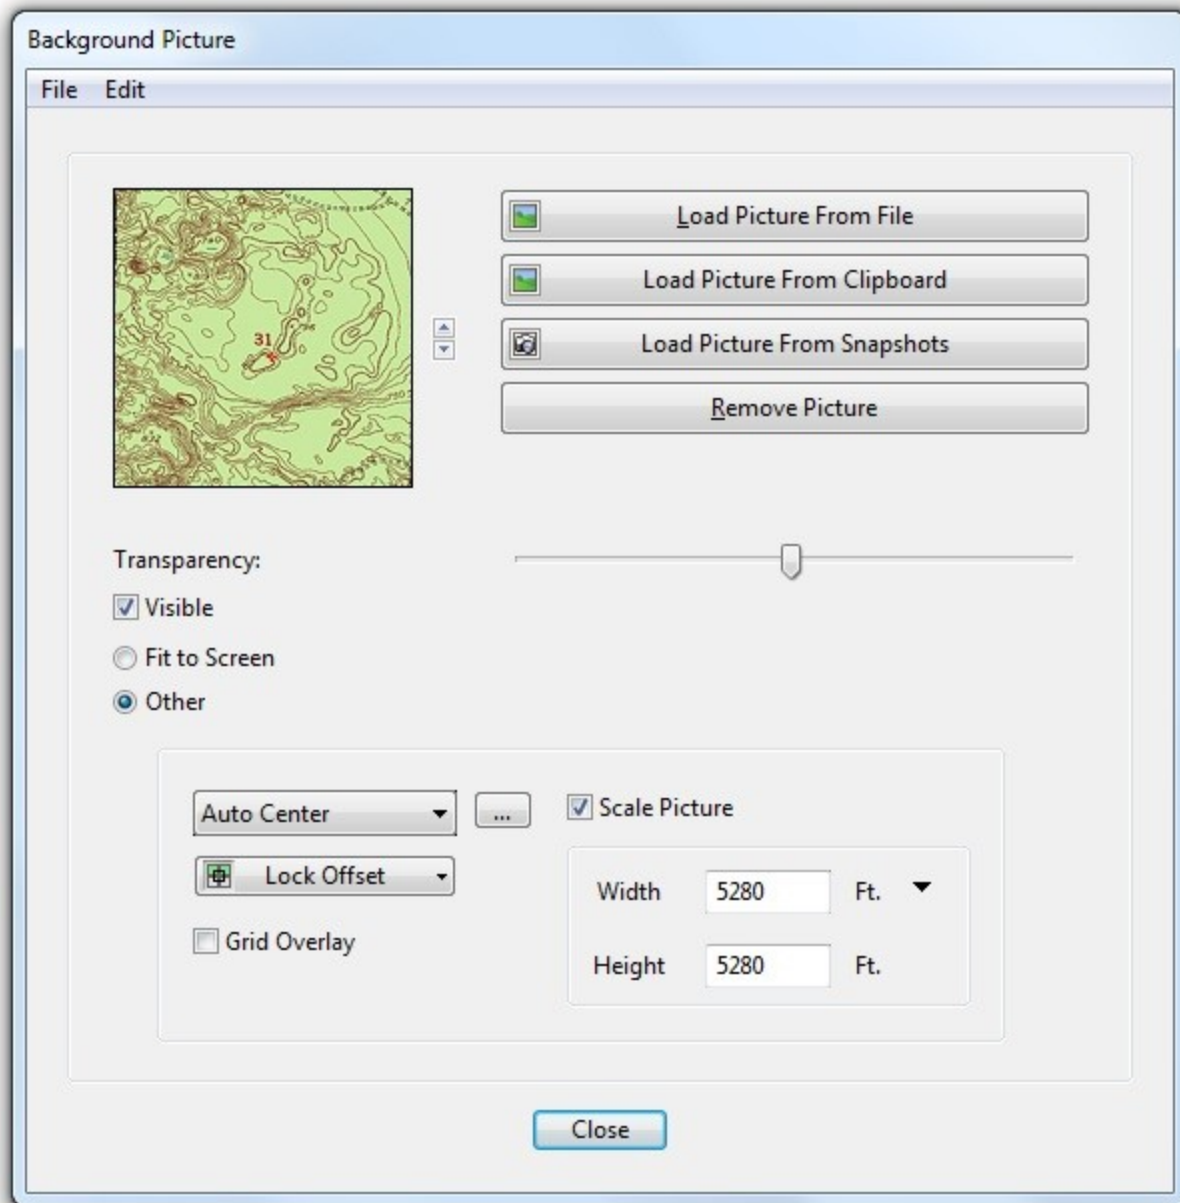 Background Picture
File Edit
Load Picture From File
Load Picture From Clipboard
31
Load Picture From Snapshots
Remove Picture
Transparency:
Visible
Fit to Screen
Other
Auto Center ... Scale Picture
Lock Offset
Width 5280 Ft.
Grid Overlay
Height 5280 Ft.
Close